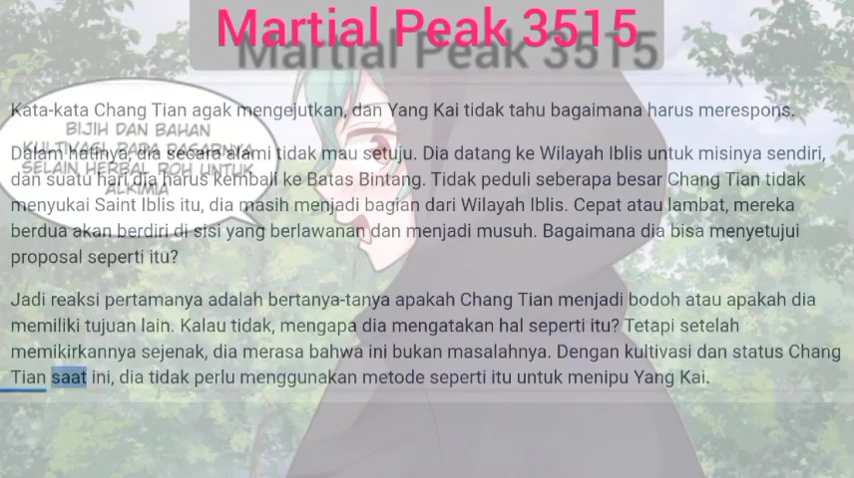 Martial Peak 3515
Kata-kata Chang Tian agak mengejutkan, dan Yang Kai tidak tahu bagaimana harus merespons.
Dalam hatinya, dia secara alami tidak mau setuju. Dia datang ke Wilayah Iblis untuk misinya sendiri,
dan suatu hari dia harus kembali ke Batas Bintang. Tidak peduli seberapa besar Chang Tian tidak
menyukai Saint Iblis itu, dia masih menjadi bagian dari Wilayah Iblis. Cepat atau lambat, mereka
berdua akan berdiri di sisi yang berlawanan dan menjadi musuh. Bagaimana dia bisa menyetujui
proposal seperti itu?
Jadi reaksi pertamanya adalah bertanya-tanya apakah Chang Tian menjadi bodoh atau apakah dia
memiliki tujuan lain. Kalau tidak, mengapa dia mengatakan hal seperti itu? Tetapi setelah
memikirkannya sejenak, dia merasa bahwa ini bukan masalahnya. Dengan kultivasi dan status Chang
Tian saat ini, dia tidak perlu menggunakan metode seperti itu untuk menipu Yang Kai.
BIJIH DAN BAHAN
KULTIVASI, PADA DASARNYA
SELAIN HERBAL ROH UNTUK
ALKIMIA